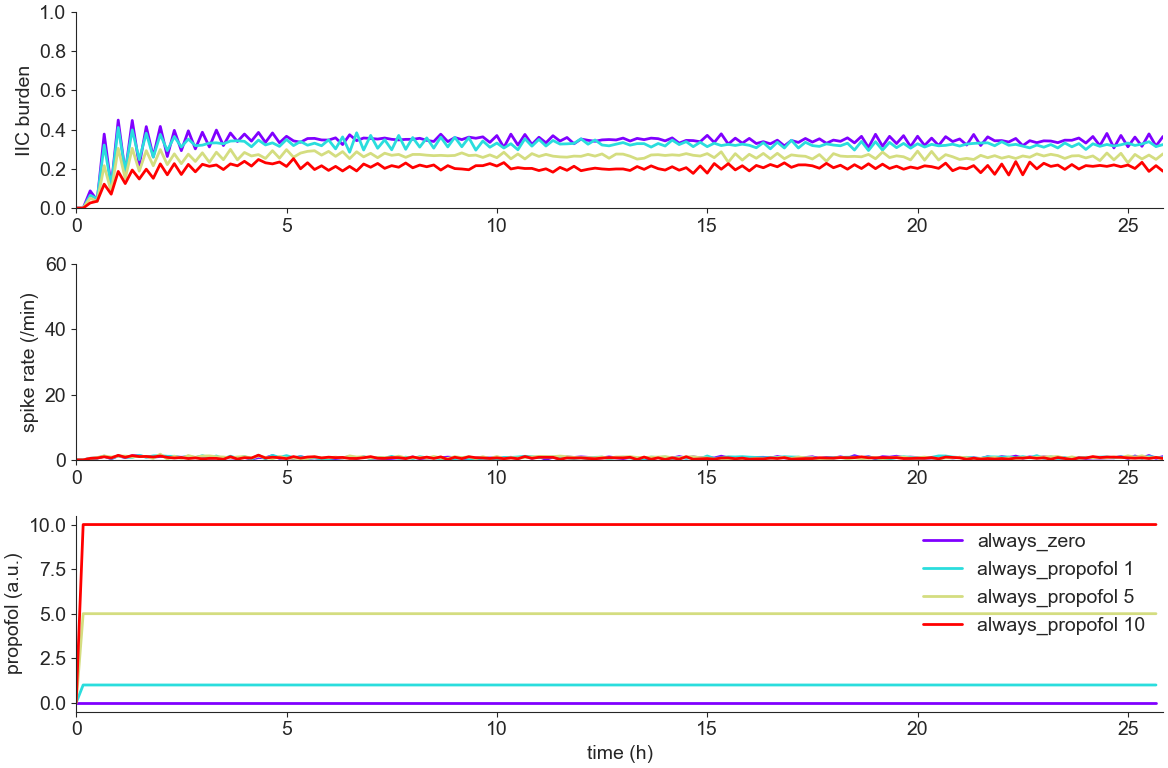 1.0
0.8
0.6
0.4
0.2
0.0
IIC burden
0 5 10 15 20 25
60
40
20
0
spike rate (/min)
0 5 10 15 20 25
10.0
7.5
5.0
2.5
0.0
propofol (a.u.)
always_zero
always_propofol 1
always_propofol 5
always_propofol 10
0 5 10 15 20 25
time (h)